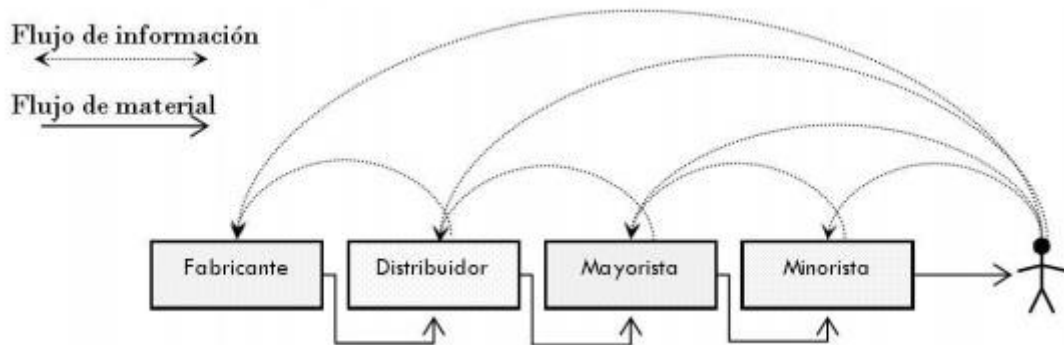 Flujo de información
Flujo de material
Fabricante
Distribuidor
Mayorista
Minorista